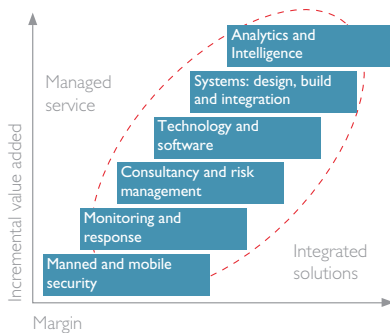 Analytics and
Intelligence
Managed
service
Systems: design, build
and integration
Technology and
software
Consultancy and risk
management
Monitoring and
response
Integrated
solutions
Manned and mobile
security
Incremental value added
Margin